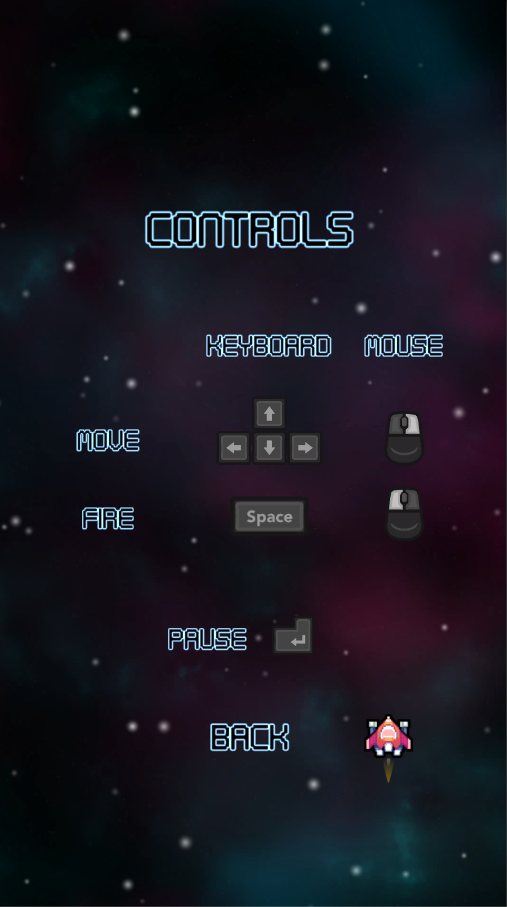 CONTROLS
KEYBOARD MOUSE
MOVE
FIRE Space
PAUSE
BACK